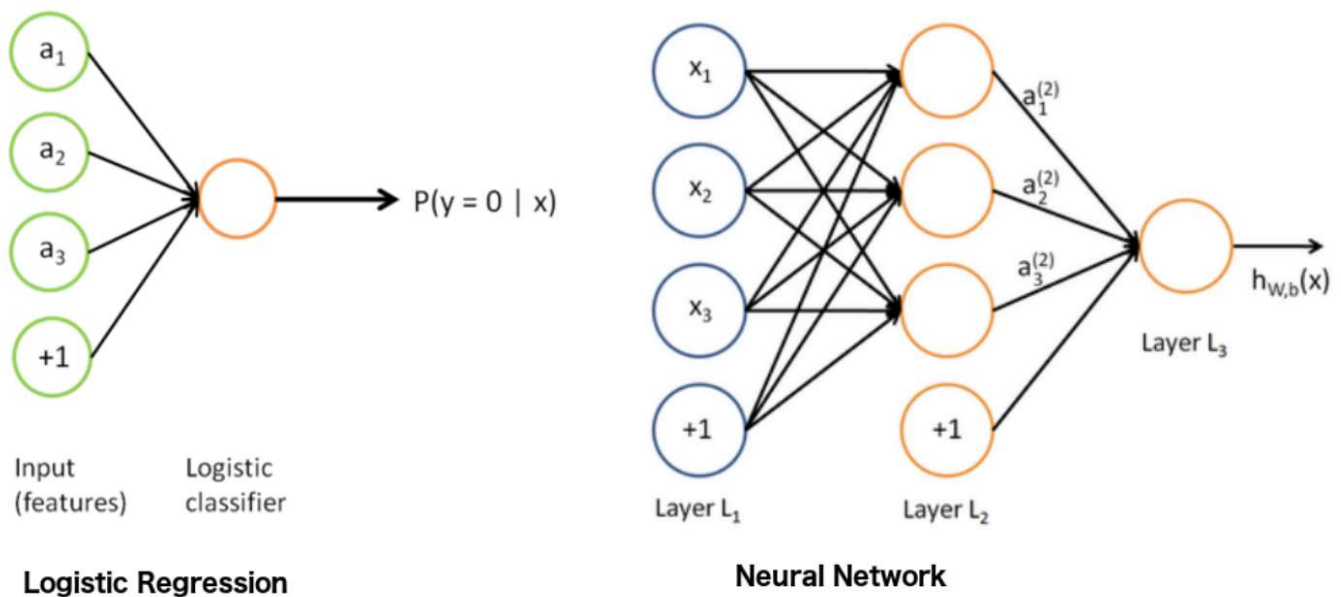 a₁
a₂
a₃
+1
P(y = 0 | x)
Input
(features)
Logistic
classifier
Logistic Regression
x₁
x₂
x₃
+1
Layer L₁
a₁⁽²⁾
a₂⁽²⁾
a₃⁽²⁾
+1
Layer L₂
Layer L₃
h_{W,b}(x)
Neural Network